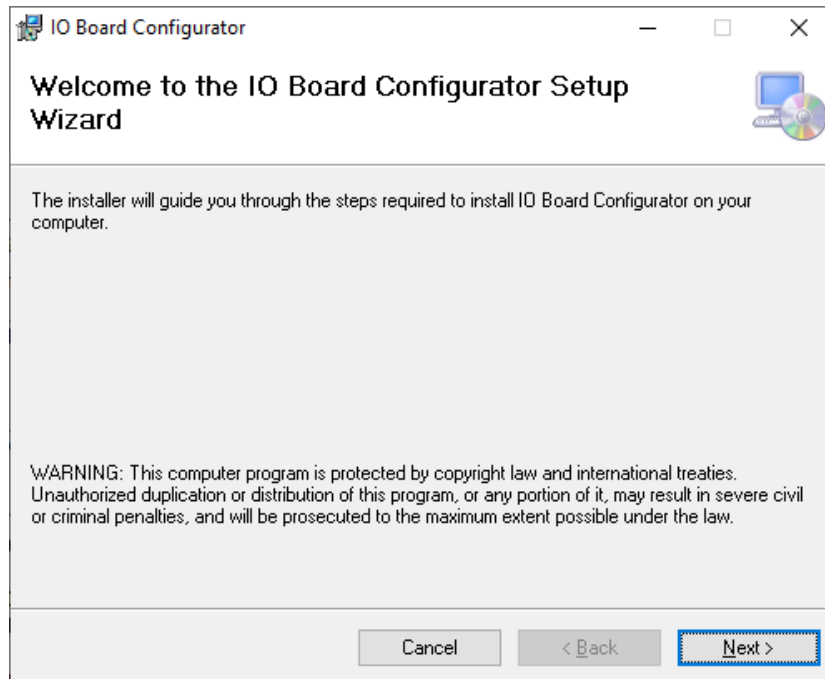 IO Board Configurator
Welcome to the IO Board Configurator Setup
Wizard
The installer will guide you through the steps required to install IO Board Configurator on your
computer.
WARNING: This computer program is protected by copyright law and international treaties.
Unauthorized duplication or distribution of this program, or any portion of it, may result in severe civil
or criminal penalties, and will be prosecuted to the maximum extent possible under the law.
Cancel
< Back
Next >